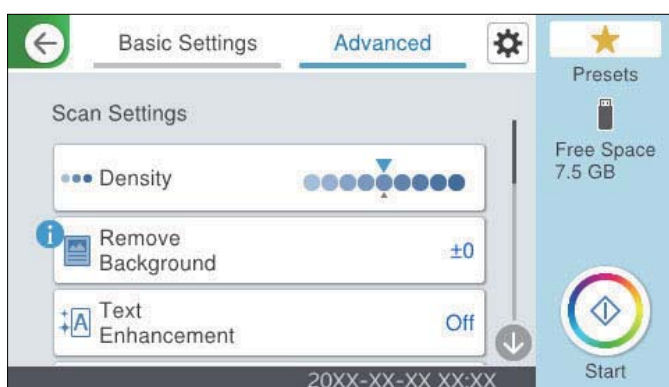 Basic Settings
Advanced
Presets
Scan Settings
Free Space
7.5 GB
Density
Remove
Background
±0
Text
Enhancement
Off
A
i
Start
20XX-XX-XX XX:XX